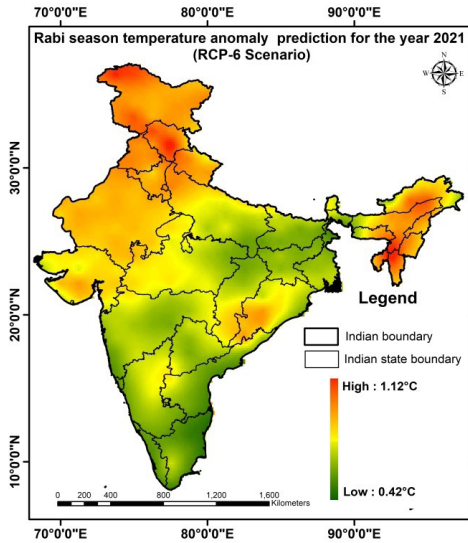 Rabi season temperature anomaly prediction for the year 2021
(RCP-6 Scenario)
70°0'0"N 80°0'0"N 90°0'0"N
N
W E
S
30°0'0"N
20°0'0"N
10°0'0"N
Legend
Indian boundary
Indian state boundary
High : 1.12°C
Low : 0.42°C
0 200 400 800 1,200 1,600
Kilometers
70°0'0"N 80°0'0"N 90°0'0"N